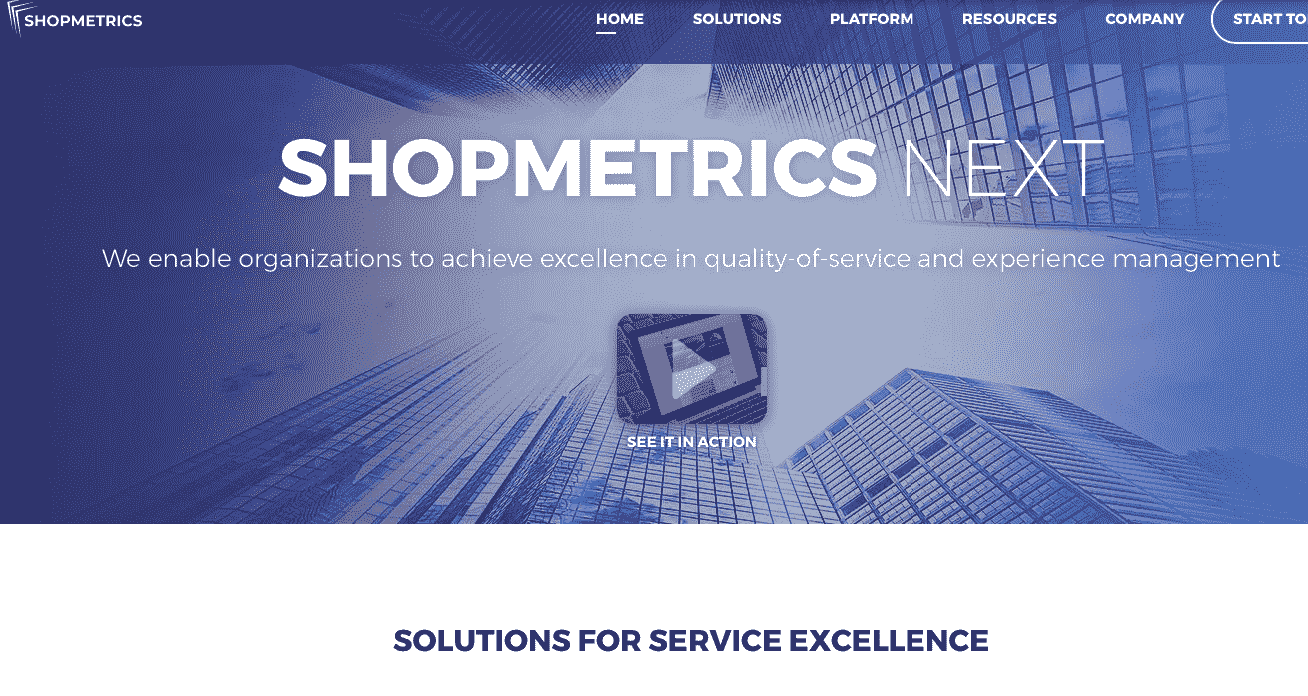 SHOPMETRICS
HOME SOLUTIONS PLATFORM RESOURCES COMPANY START TO
SHOPMETRICS NEXT
We enable organizations to achieve excellence in quality-of-service and experience management
SEE IT IN ACTION
SOLUTIONS FOR SERVICE EXCELLENCE